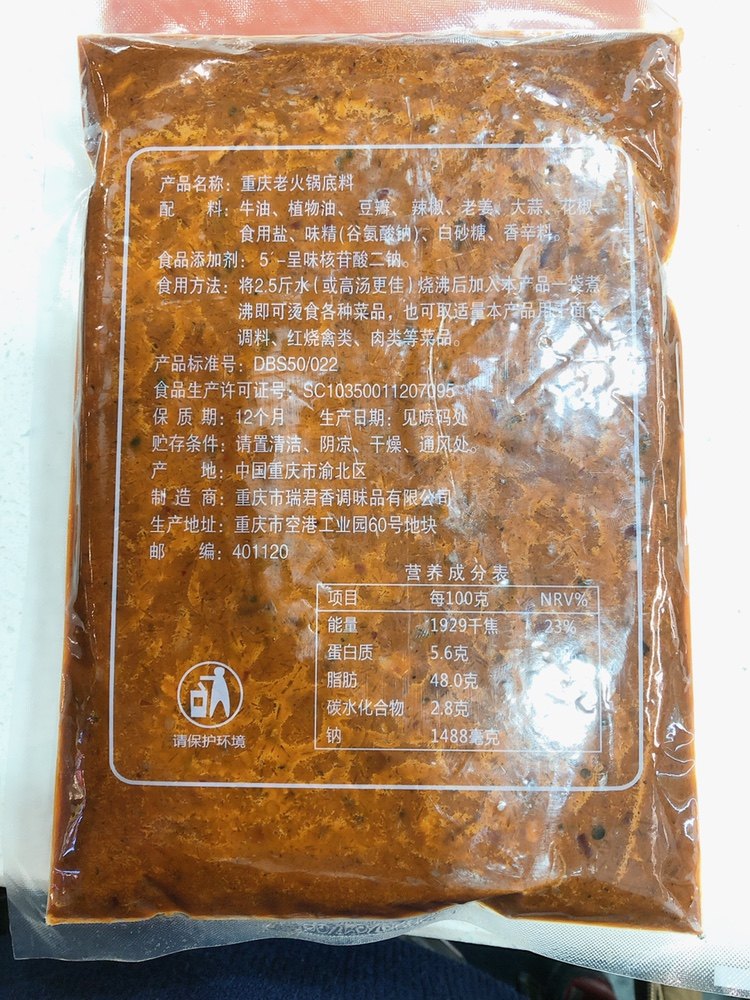 产品名称：重庆老火锅底料
配 料：牛油、植物油、豆瓣、辣椒、老姜、大蒜、花椒、
食用盐、味精(谷氨酸钠)、白砂糖、香辛料。
食品添加剂：5´-呈味核苷酸二钠。
食用方法：将2.5斤水(或高汤更佳)烧沸后加入本产品一袋煮
沸即可烫食各种菜品，也可取适量本产品用于面食
调料、红烧禽类、肉类等菜品。
产品标准号：DBS50/022
食品生产许可证号：SC10350011207095
保 质 期：12个月 生产日期：见喷码处
贮存条件：请置清洁、阴凉、干燥、通风处。
产 地：中国重庆市渝北区
制 造 商：重庆市瑞君香调味品有限公司
生产地址：重庆市空港工业园60号地块
邮 编：401120
营养成分表
项目 每100克 NRV%
能量 1929千焦 23%
蛋白质 5.6克
脂肪 48.0克
碳水化合物 2.8克
钠 1488毫克
请保护环境